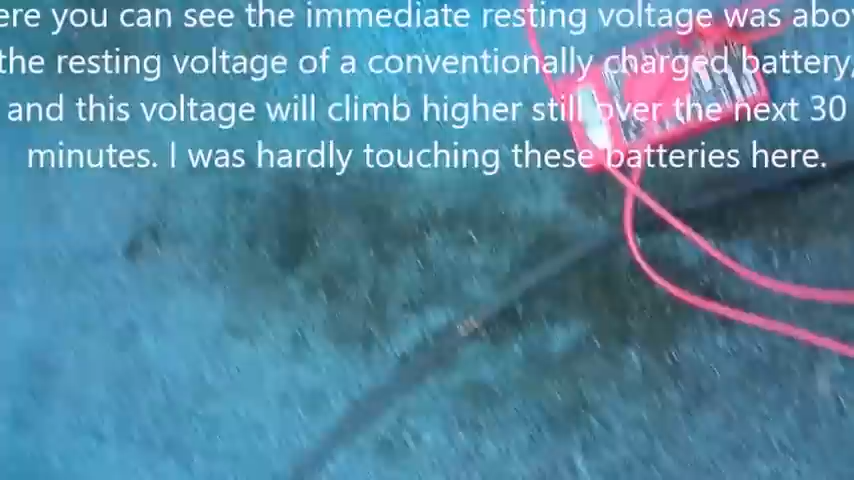 ere you can see the immediate resting voltage was abov
the resting voltage of a conventionally charged battery,
and this voltage will climb higher still over the next 30
minutes. I was hardly touching these batteries here.